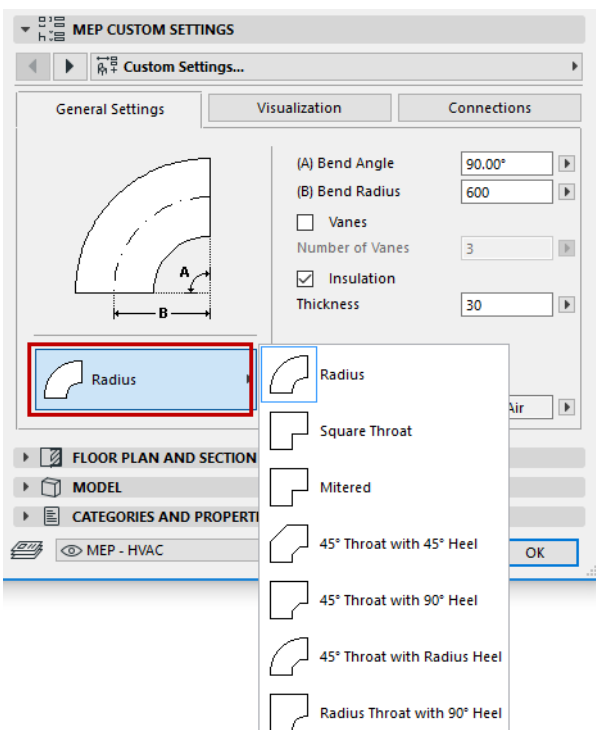 MEP CUSTOM SETTINGS
Custom Settings...
General Settings
Visualization
Connections
(A) Bend Angle
90.00°
(B) Bend Radius
600
Vanes
Number of Vanes
3
Insulation
Thickness
30
A
B
Radius
Air
Radius
Square Throat
Mitered
45° Throat with 45° Heel
45° Throat with 90° Heel
45° Throat with Radius Heel
Radius Throat with 90° Heel
FLOOR PLAN AND SECTION
MODEL
CATEGORIES AND PROPERTI
MEP - HVAC
OK